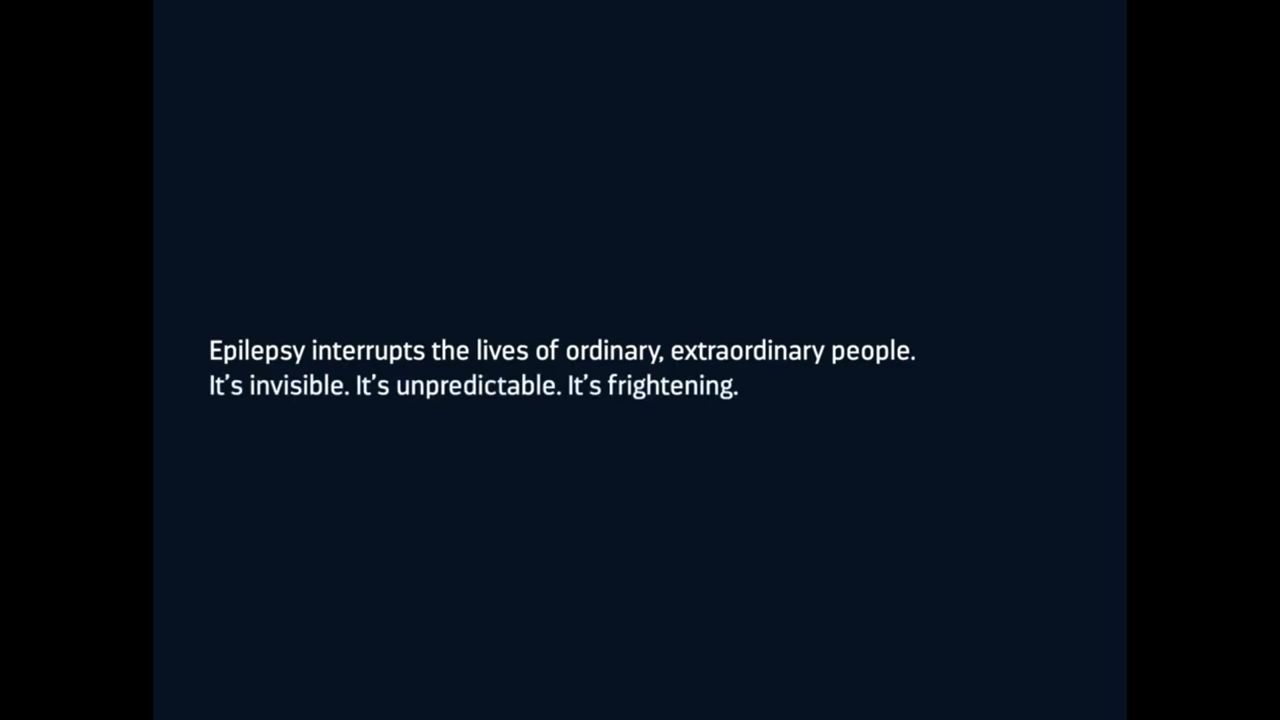 Epilepsy interrupts the lives of ordinary, extraordinary people.
It’s invisible. It’s unpredictable. It’s frightening.